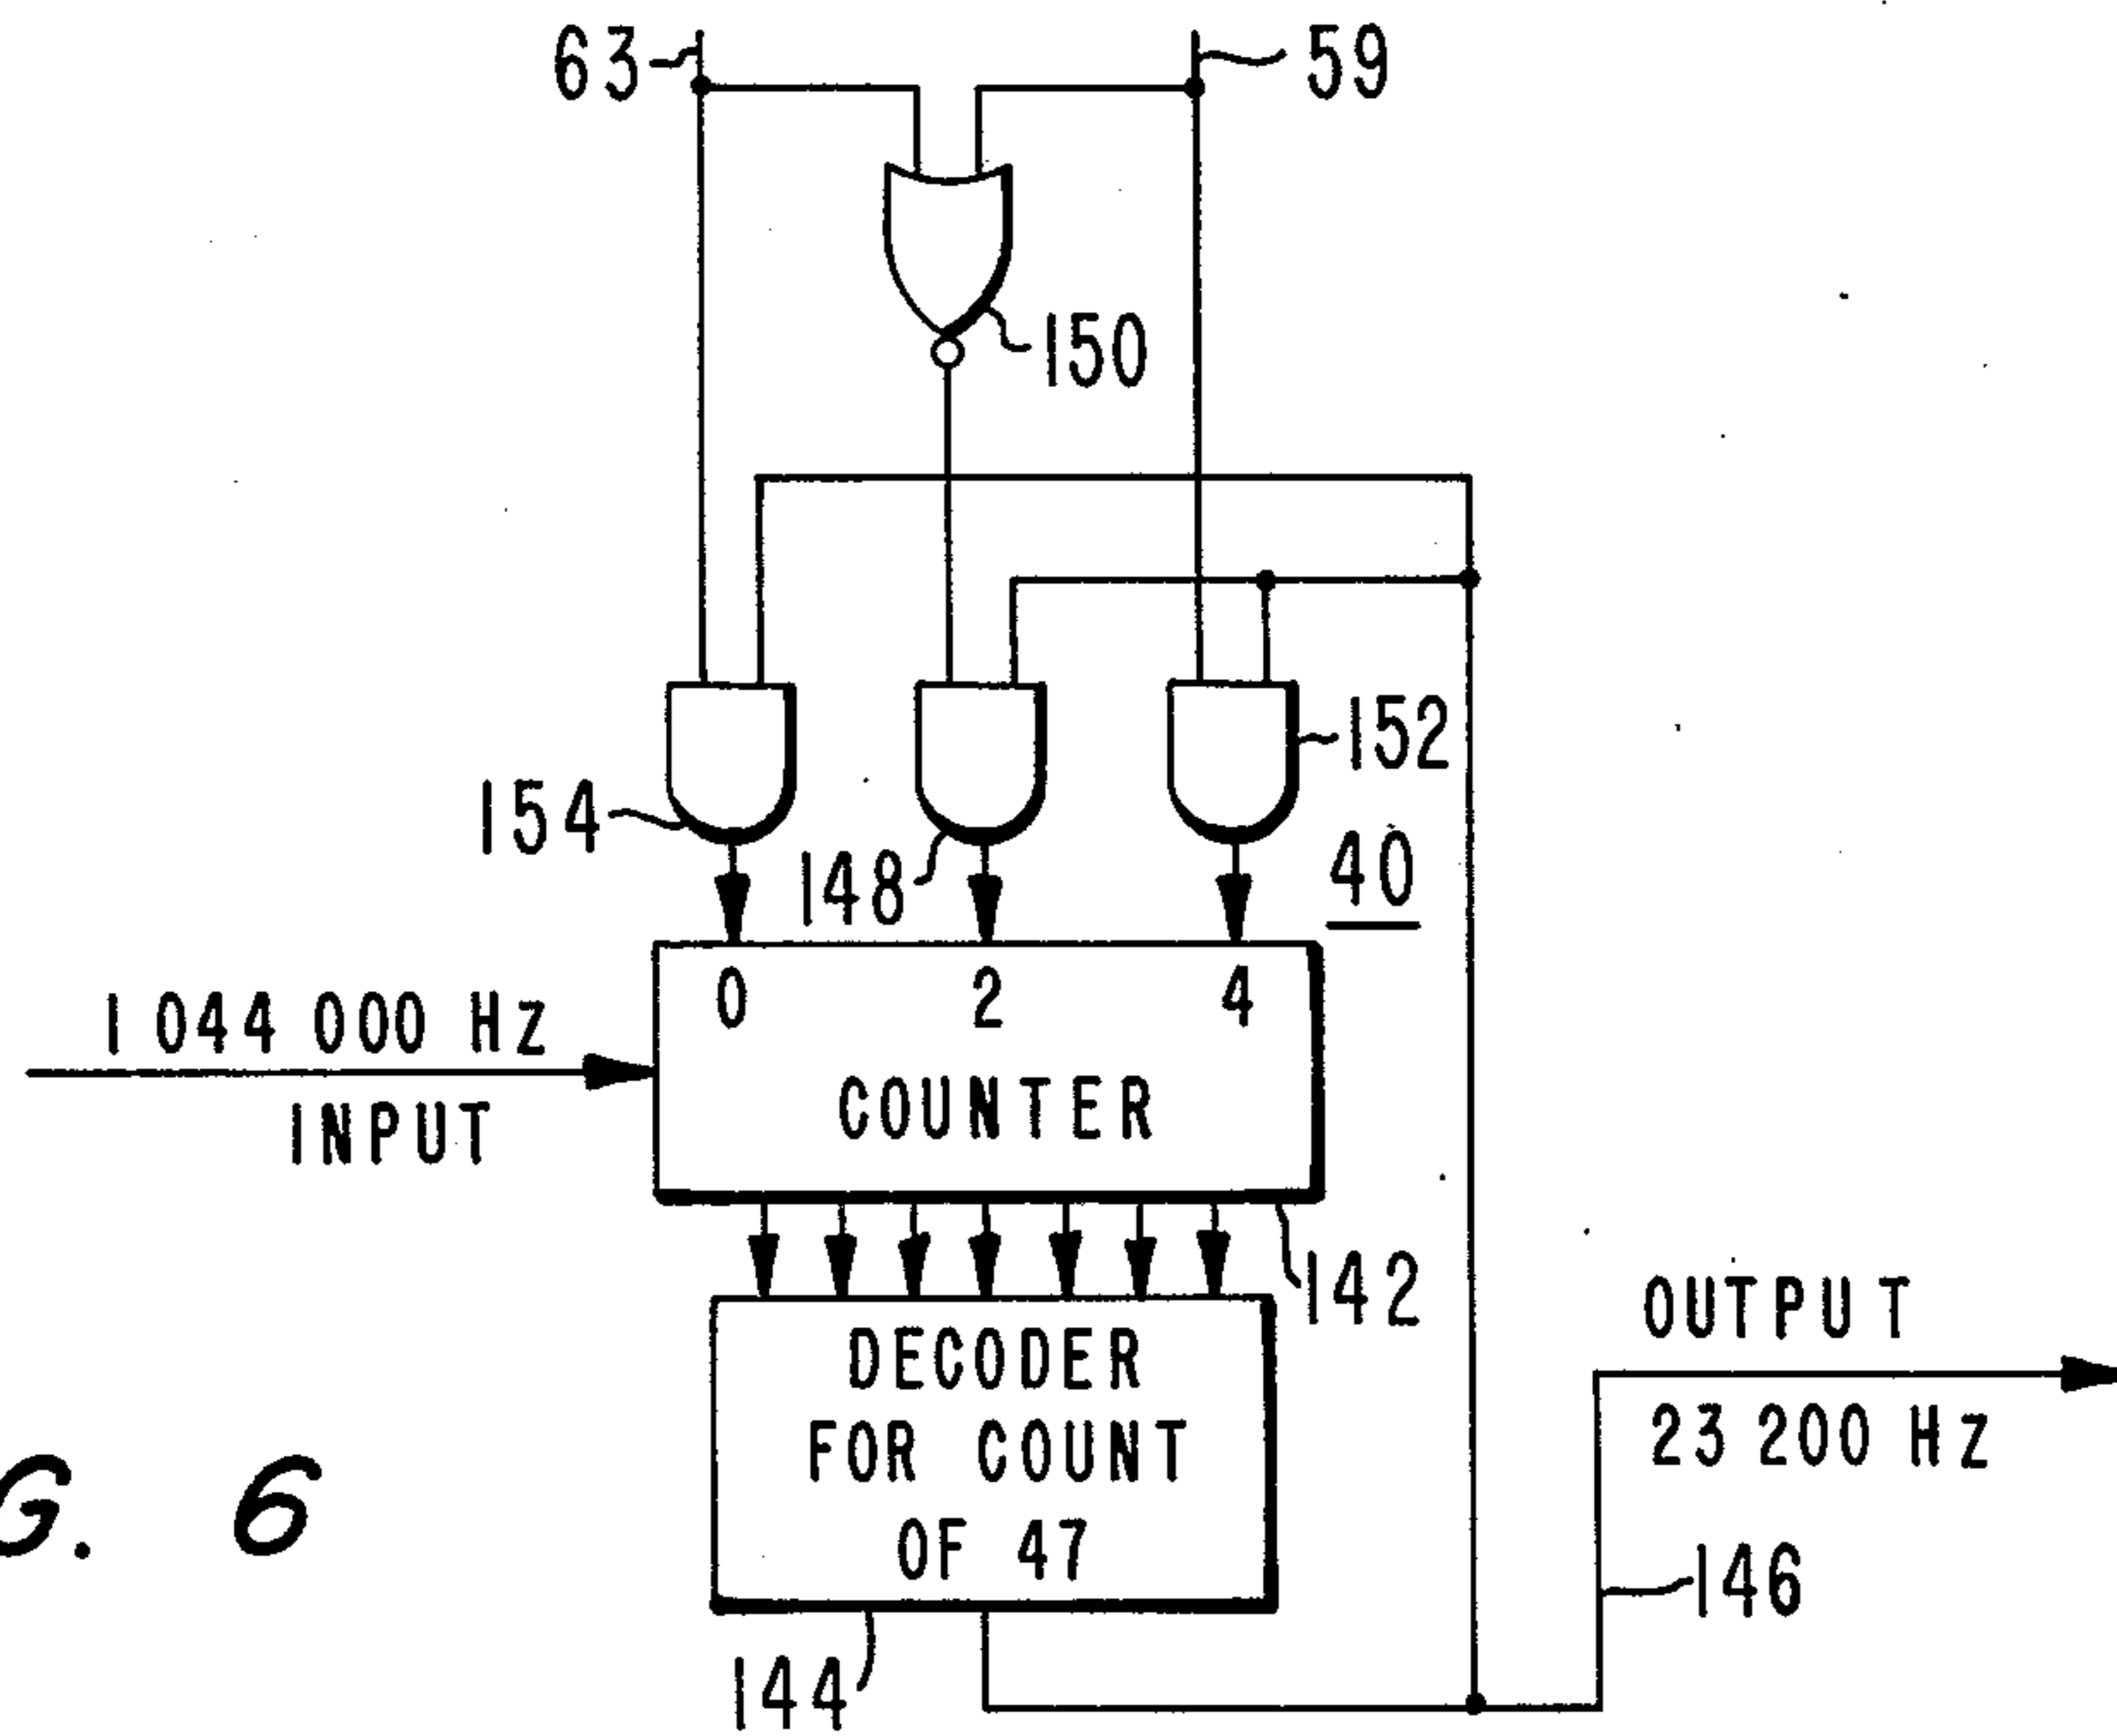 63
59
150
152
154
148
40
0 2 4
1 044 000 HZ
INPUT
COUNTER
142
DECODER
FOR COUNT
OF 47
OUTPUT
23 200 HZ
146
144
G. 6